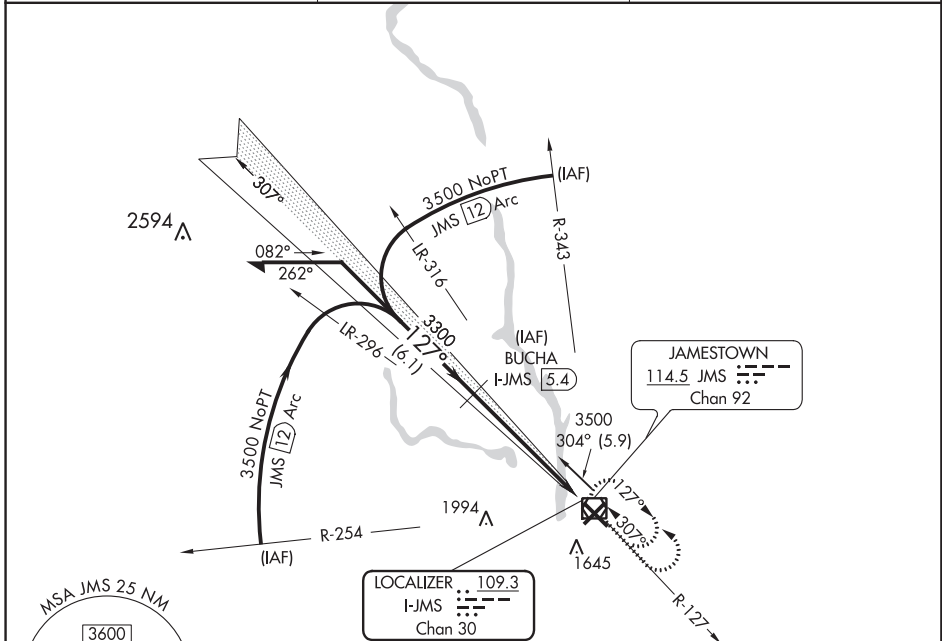 307°
2594
082°
262°
3500 NoPT
JMS 12 Arc
(IAF)
R-343
LR-316
LR-296
3300
127°
(6.1)
(IAF)
BUCHA
I-JMS 5.4
JAMESTOWN
114.5 JMS
Chan 92
3500 NoPT
JMS 12 Arc
3500
304° (5.9)
127°
307°
1994
R-254
(IAF)
1645
R-127
LOCALIZER 109.3
I-JMS
Chan 30
MSA JMS 25 NM
3600